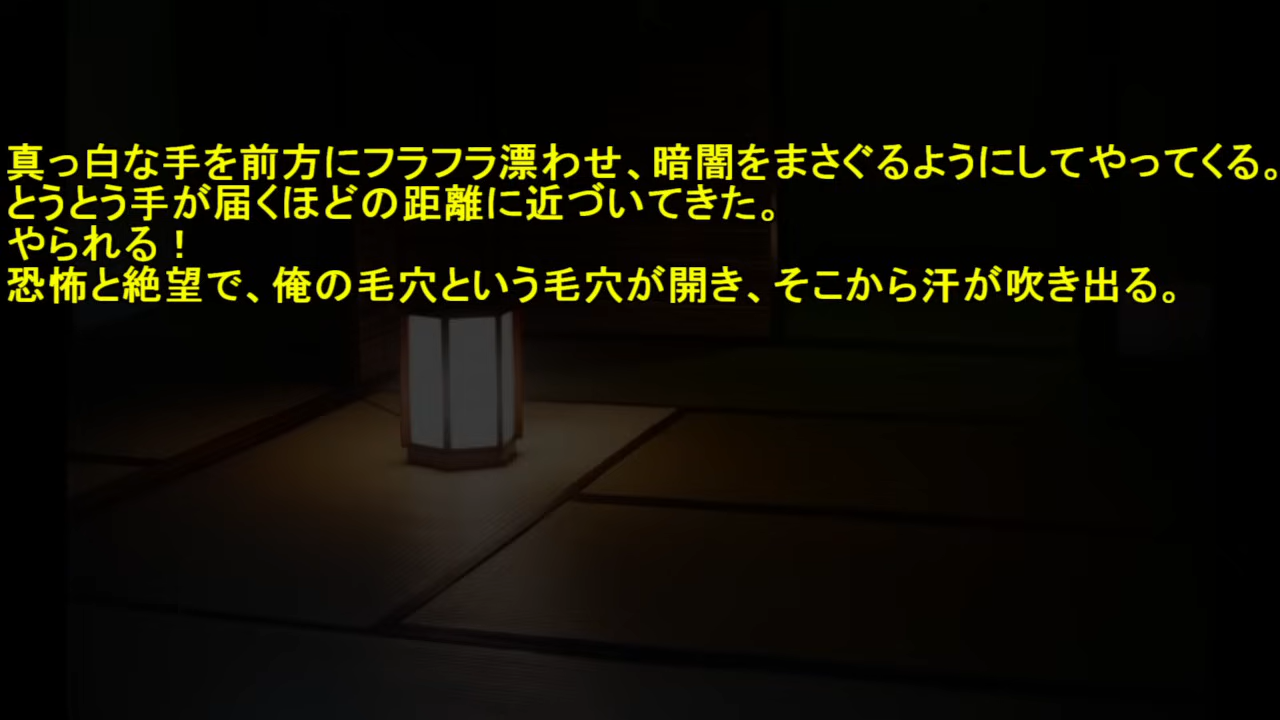 真っ白な手を前方にフラフラ漂わせ、暗闇をまさぐるようにしてやってくる。
とうとう手が届くほどの距離に近づいてきた。
やられる！
恐怖と絶望で、俺の毛穴という毛穴が開き、そこから汗が吹き出る。